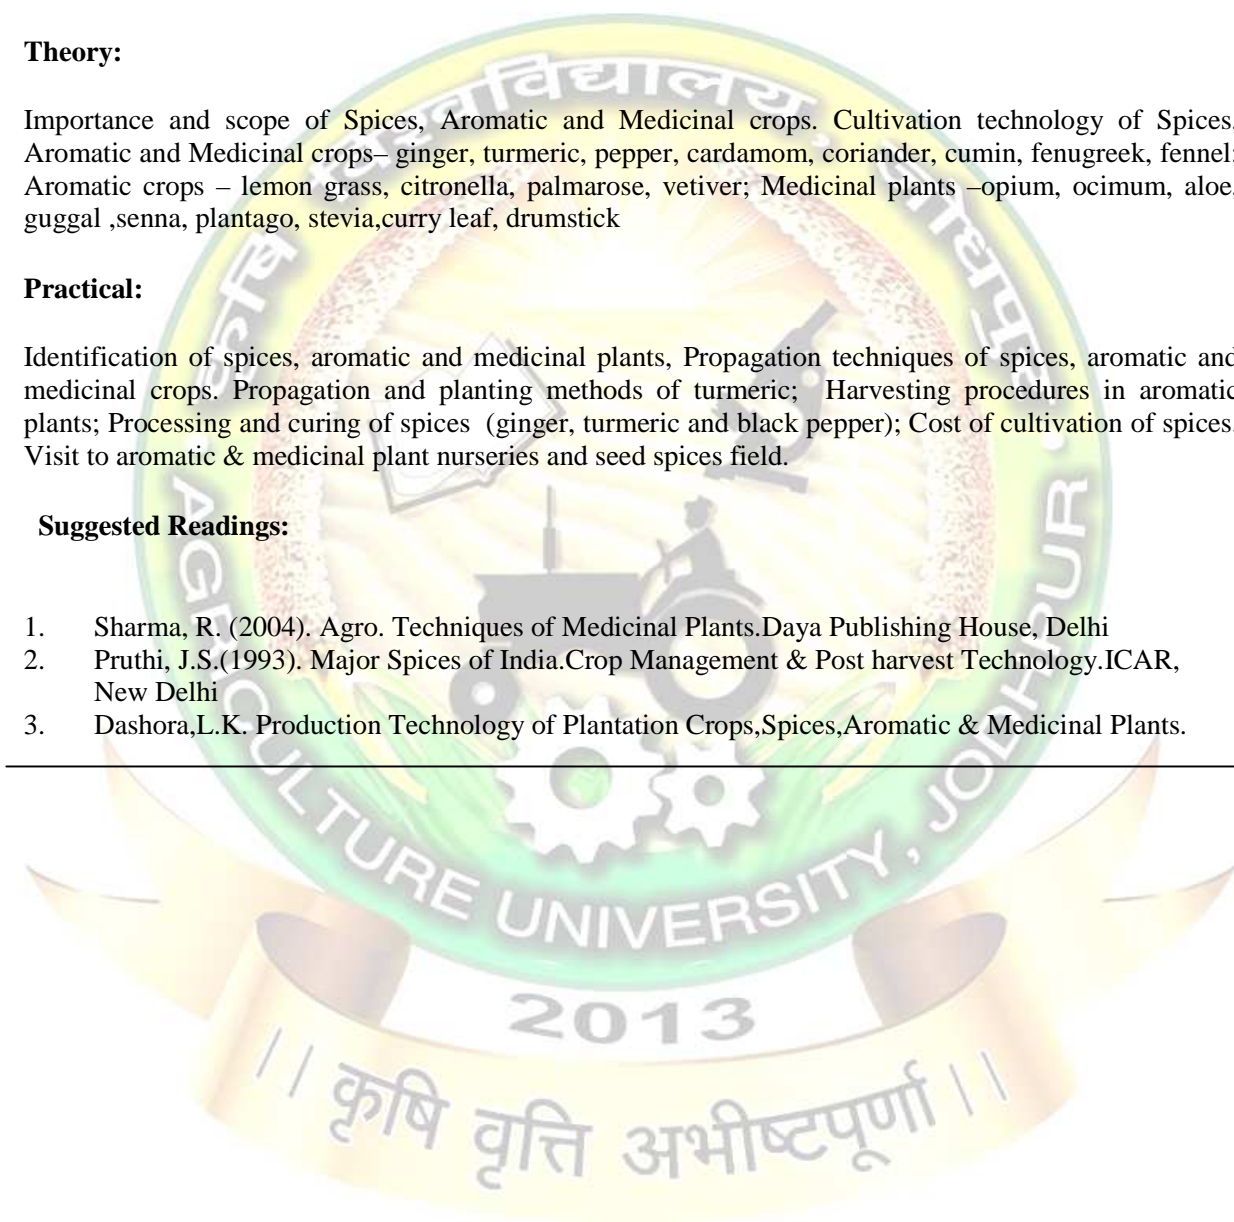 Theory:
Importance and scope of Spices, Aromatic and Medicinal crops. Cultivation technology of Spices,
Aromatic and Medicinal crops– ginger, turmeric, pepper, cardamom, coriander, cumin, fenugreek, fennel;
Aromatic crops – lemon grass, citronella, palmarose, vetiver; Medicinal plants –opium, ocimum, aloe,
guggal ,senna, plantago, stevia,curry leaf, drumstick
Practical:
Identification of spices, aromatic and medicinal plants, Propagation techniques of spices, aromatic and
medicinal crops. Propagation and planting methods of turmeric; Harvesting procedures in aromatic
plants; Processing and curing of spices (ginger, turmeric and black pepper); Cost of cultivation of spices.
Visit to aromatic & medicinal plant nurseries and seed spices field.
Suggested Readings:
1. Sharma, R. (2004). Agro. Techniques of Medicinal Plants.Daya Publishing House, Delhi
2. Pruthi, J.S.(1993). Major Spices of India.Crop Management & Post harvest Technology.ICAR,
New Delhi
3. Dashora,L.K. Production Technology of Plantation Crops,Spices,Aromatic & Medicinal Plants.
कृषि विश्वविद्यालय, जोधपुर
AGRICULTURE UNIVERSITY, JODHPUR
2013
|| कृषि वृत्ति अभीष्टपूर्णा ||